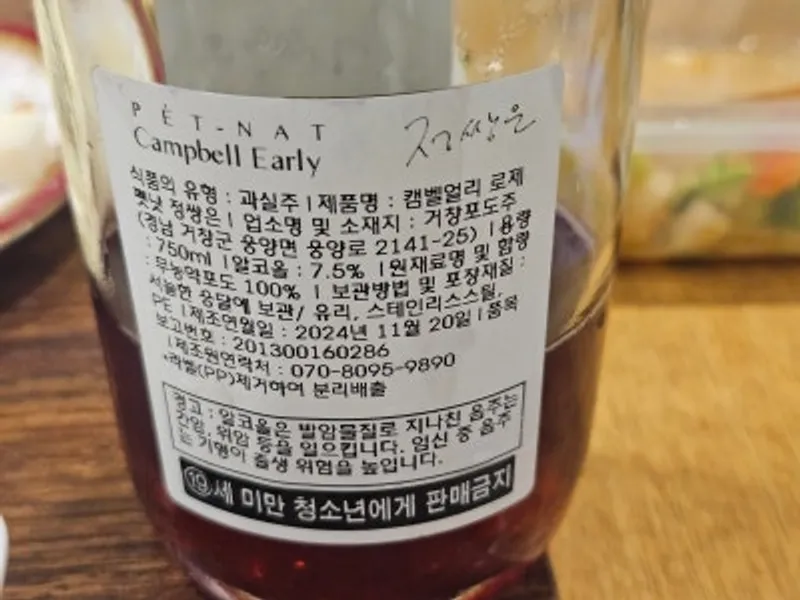 PÉT-NAT
Campbell Early
정쌍은
식품의 유형 : 과실주 | 제품명 : 캠벨얼리 로제
펫낫 정쌍은 | 업소명 및 소재지 : 거창포도주
(경남 거창군 웅양면 웅양로 2141-25) | 용량
: 750ml | 알코올 : 7.5% | 원재료명 및 함량
: 무농약포도 100% | 보관방법 및 포장재질 :
서늘한 응달에 보관/ 유리, 스테인리스스틸,
PE | 제조연월일 : 2024년 11월 20일 | 품목
보고번호 : 201300160286
| 제조원연락처 : 070-8095-9890
*라벨(PP)제거하여 분리배출
경고 : 알코올은 발암물질로 지나친 음주는
간암, 위암 등을 일으킵니다. 임신 중 음주
는 기형아 출생 위험을 높입니다.
19세 미만 청소년에게 판매금지